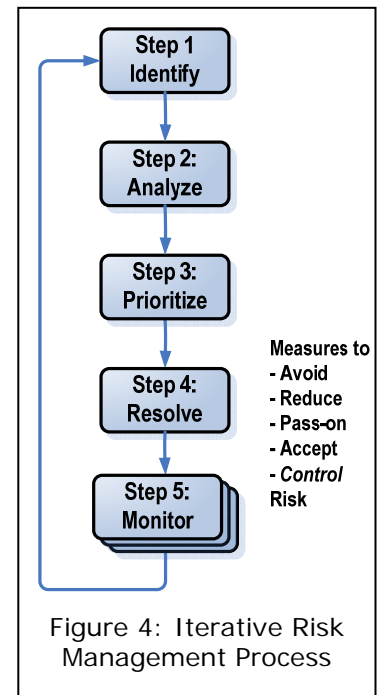 Step 1
Identify
Step 2:
Analyze
Step 3:
Prioritize
Step 4:
Resolve
Measures to
- Avoid
- Reduce
- Pass-on
- Accept
- Control
Risk
Step 5:
Monitor
Figure 4: Iterative Risk
Management Process